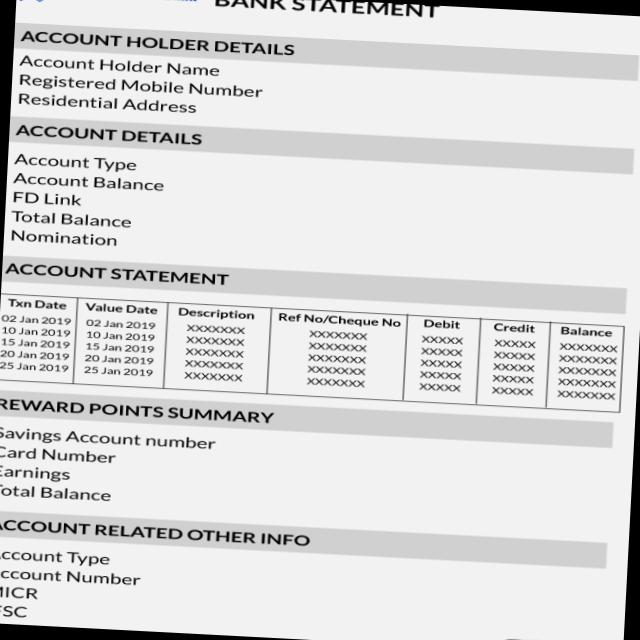 BANK STATEMENT
ACCOUNT HOLDER DETAILS
Account Holder Name
Registered Mobile Number
Residential Address
ACCOUNT DETAILS
Account Type
Account Balance
FD Link
Total Balance
Nomination
ACCOUNT STATEMENT
Txn Date Value Date Description Ref No/Cheque No Debit Credit Balance
02 Jan 2019 02 Jan 2019 XXXXXXX XXXXXXX XXXXX XXXXX XXXXXXX
10 Jan 2019 10 Jan 2019 XXXXXXX XXXXXXX XXXXX XXXXX XXXXXXX
15 Jan 2019 15 Jan 2019 XXXXXXX XXXXXXX XXXXX XXXXX XXXXXXX
20 Jan 2019 20 Jan 2019 XXXXXXX XXXXXXX XXXXX XXXXX XXXXXXX
25 Jan 2019 25 Jan 2019 XXXXXXX XXXXXXX XXXXX XXXXX XXXXXXX
REWARD POINTS SUMMARY
Savings Account number
Card Number
Earnings
Total Balance
ACCOUNT RELATED OTHER INFO
Account Type
Account Number
MICR
FSC